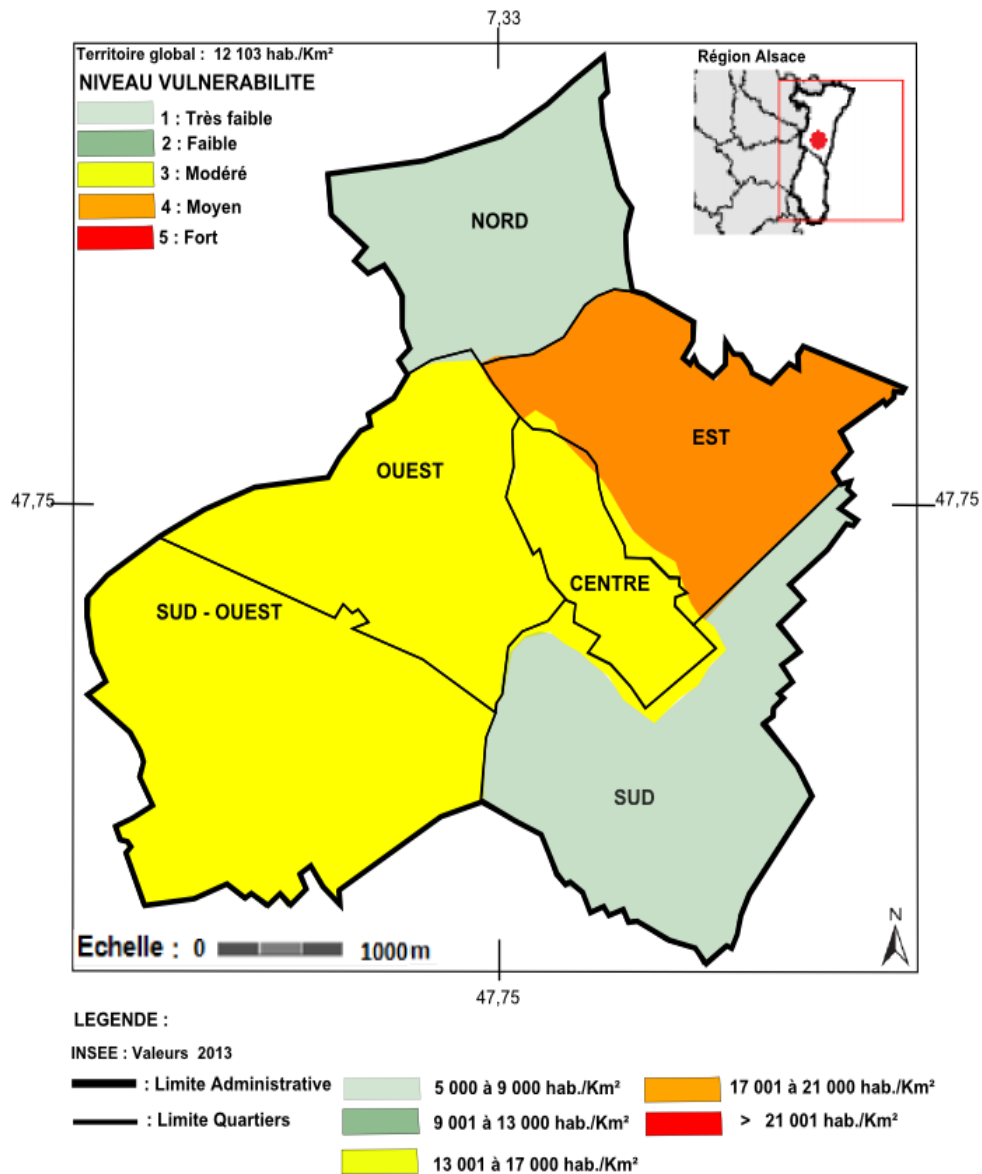 7,33
Territoire global : 12 103 hab./Km²
NIVEAU VULNERABILITE
1 : Très faible
2 : Faible
3 : Modéré
4 : Moyen
5 : Fort
Région Alsace
NORD
EST
OUEST
47,75
47,75
CENTRE
SUD - OUEST
SUD
N
Echelle : 0 1000 m
47,75
LEGENDE :
INSEE : Valeurs 2013
: Limite Administrative
: Limite Quartiers
5 000 à 9 000 hab./Km²
9 001 à 13 000 hab./Km²
13 001 à 17 000 hab./Km²
17 001 à 21 000 hab./Km²
> 21 001 hab./Km²